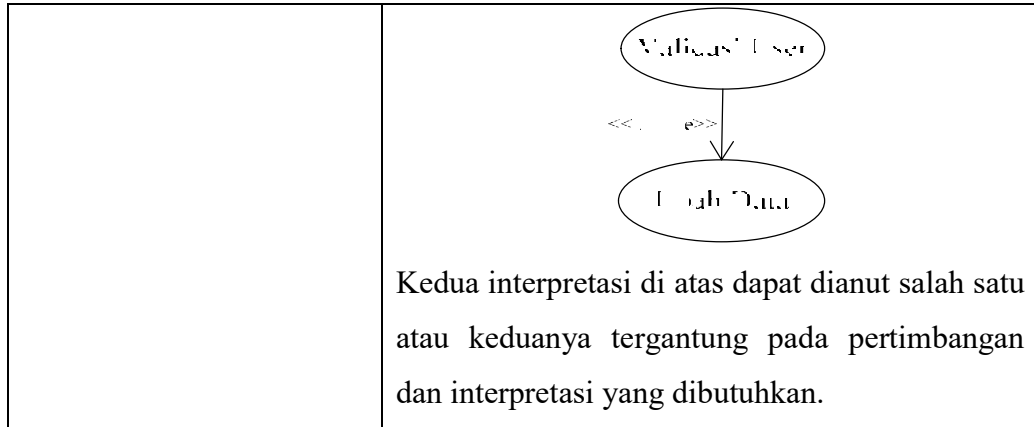 Kedua interpretasi di atas dapat dianut salah satu
atau keduanya tergantung pada pertimbangan
dan interpretasi yang dibutuhkan.